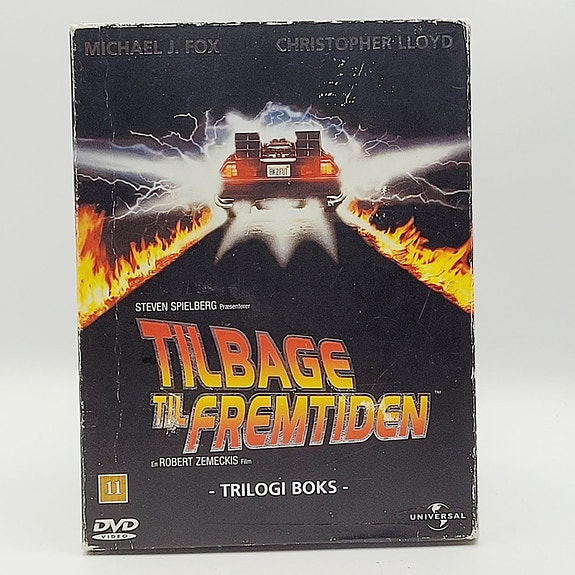 MICHAEL J. FOX CHRISTOPHER LLOYD
BK2FUT
STEVEN SPIELBERG Præsenterer
TILBAGE
TIL FREMTIDEN™
En ROBERT ZEMECKIS Film
- TRILOGI BOKS -
11
DVD
VIDEO
UNIVERSAL